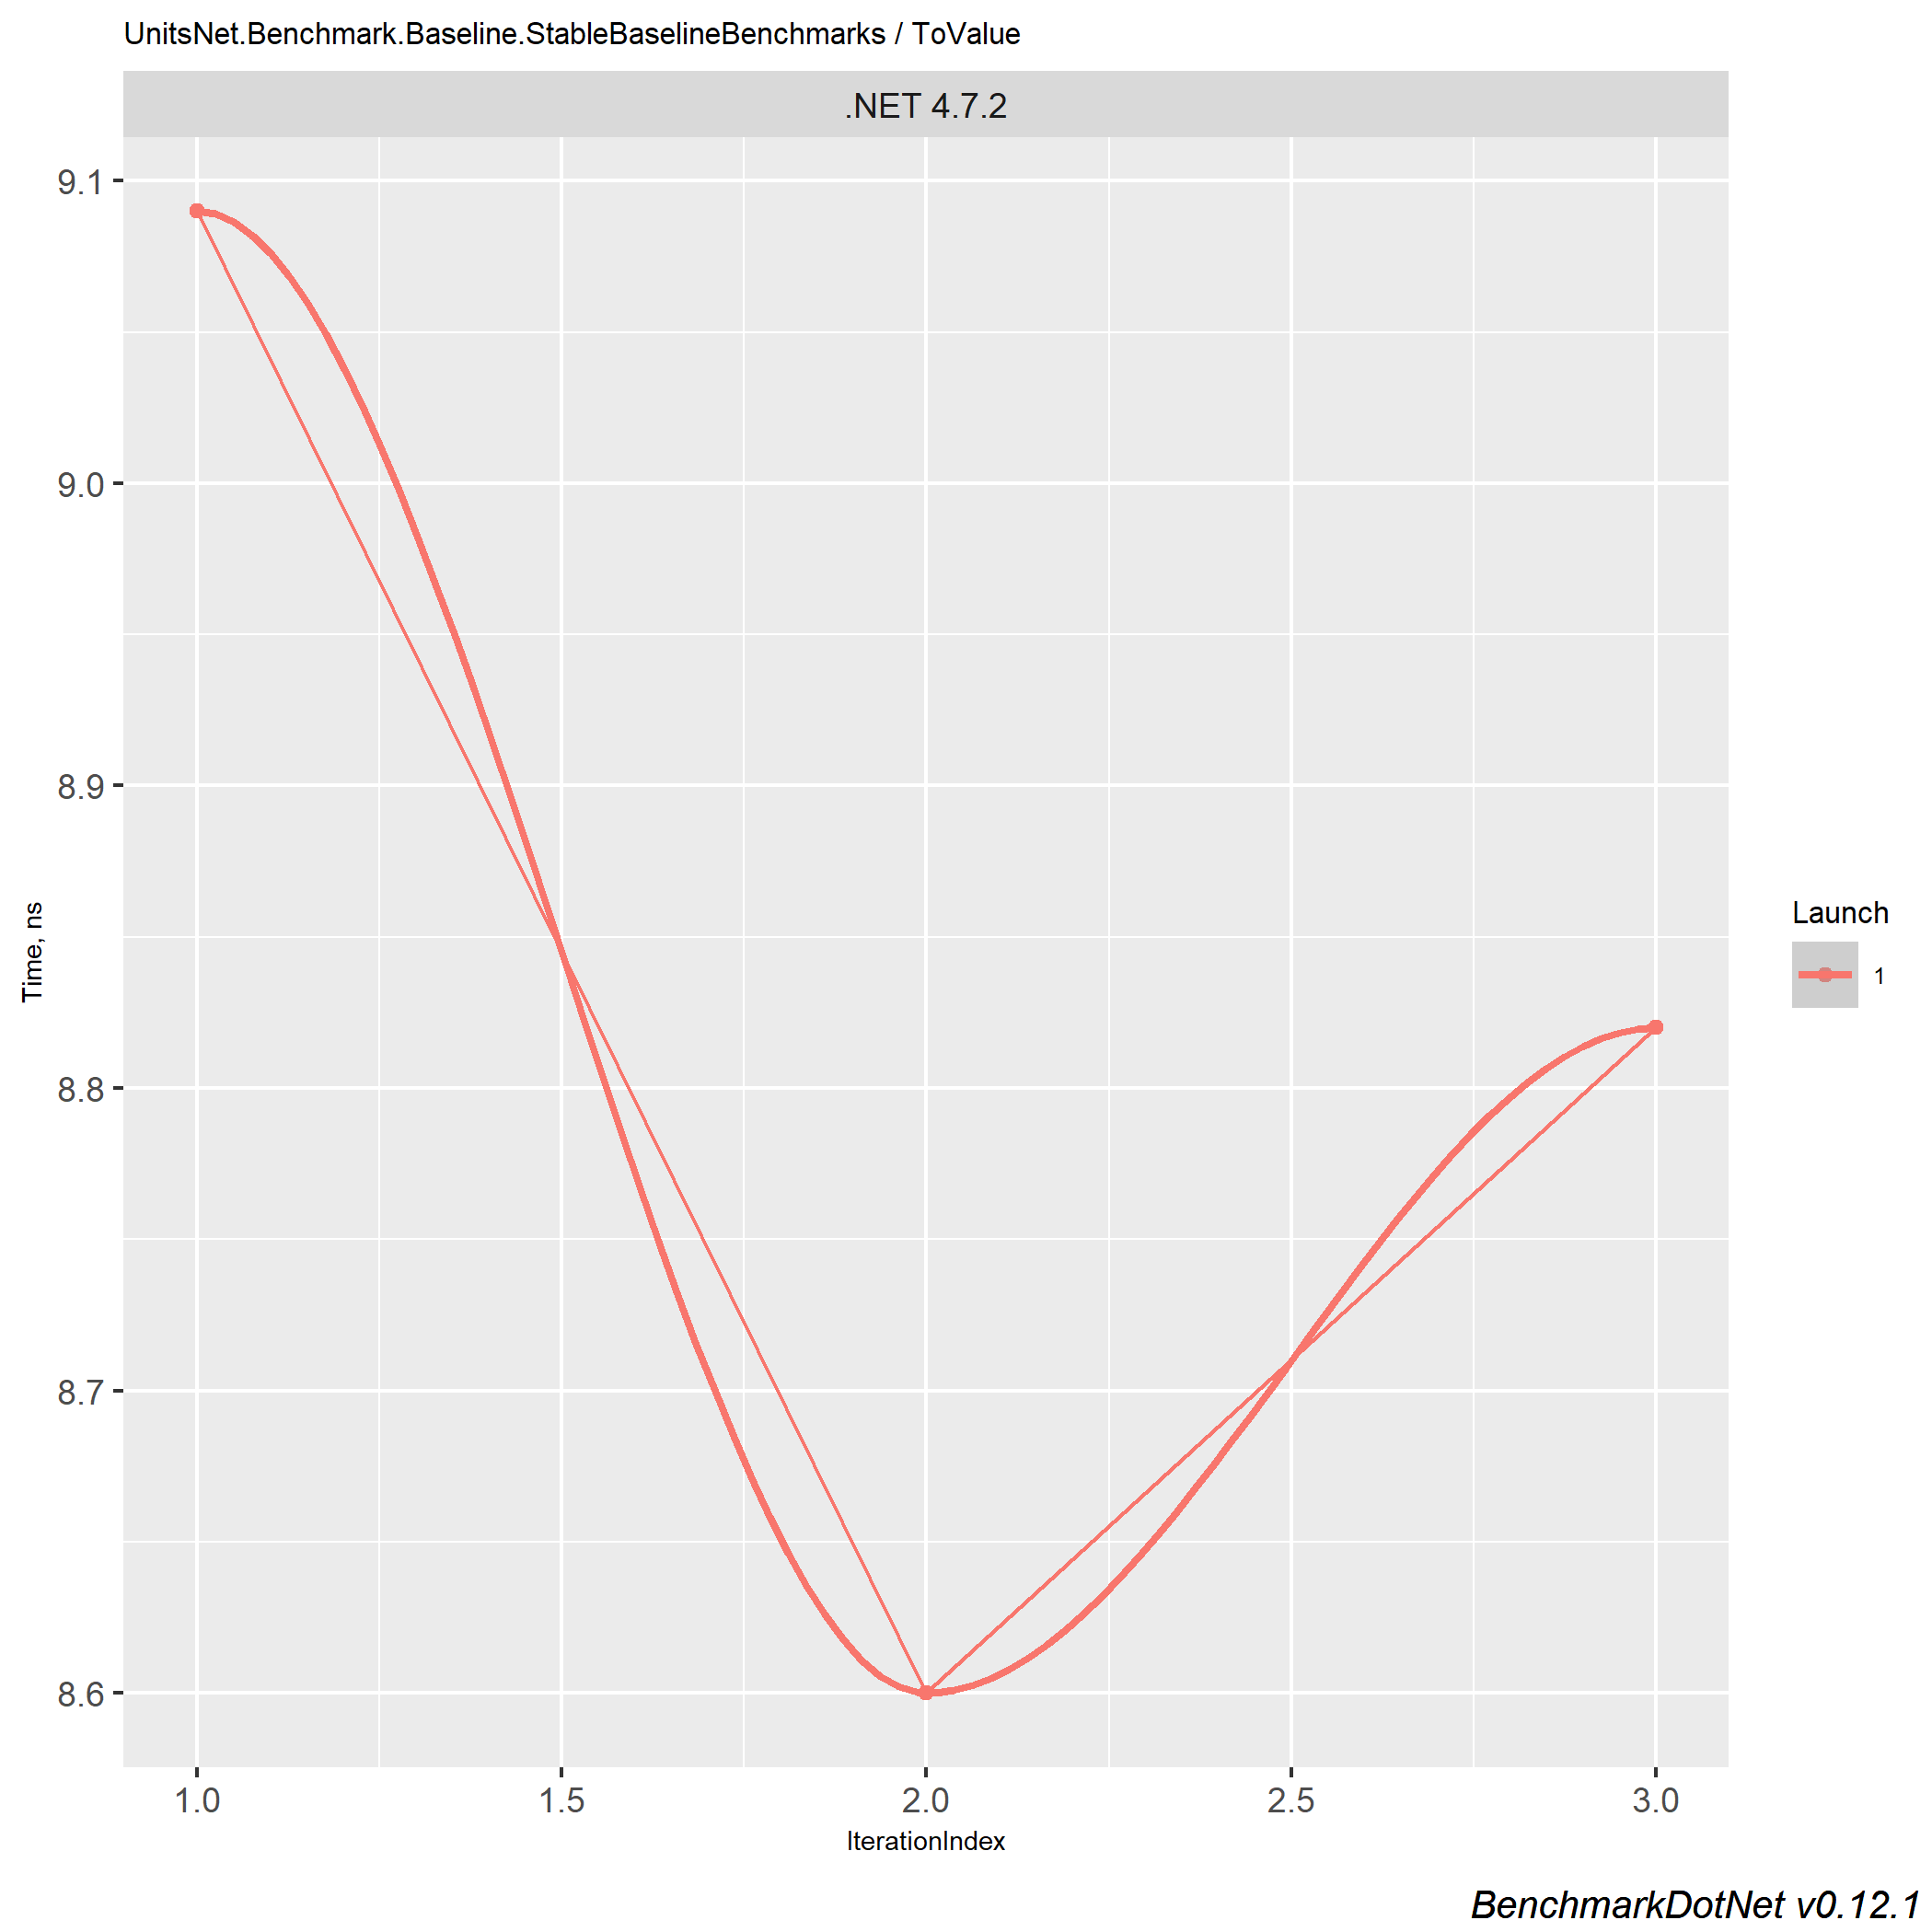 UnitsNet.Benchmark.Baseline.StableBaselineBenchmarks / ToValue
.NET 4.7.2
9.1
9.0
8.9
8.8
8.7
8.6
Time, ns
1.0 1.5 2.0 2.5 3.0
IterationIndex
Launch
1
BenchmarkDotNet v0.12.1